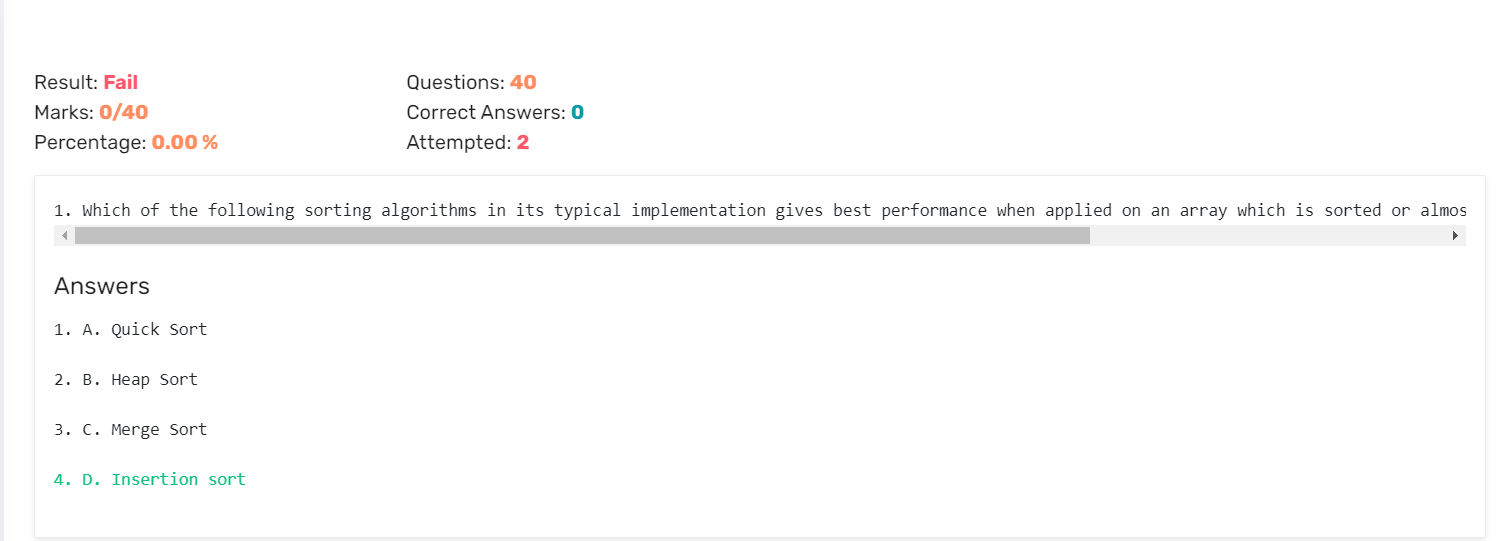 Result: Fail
Questions: 40
Marks: 0/40
Correct Answers: 0
Percentage: 0.00 %
Attempted: 2
1. Which of the following sorting algorithms in its typical implementation gives best performance when applied on an array which is sorted or almos
Answers
1. A. Quick Sort
2. B. Heap Sort
3. C. Merge Sort
4. D. Insertion sort